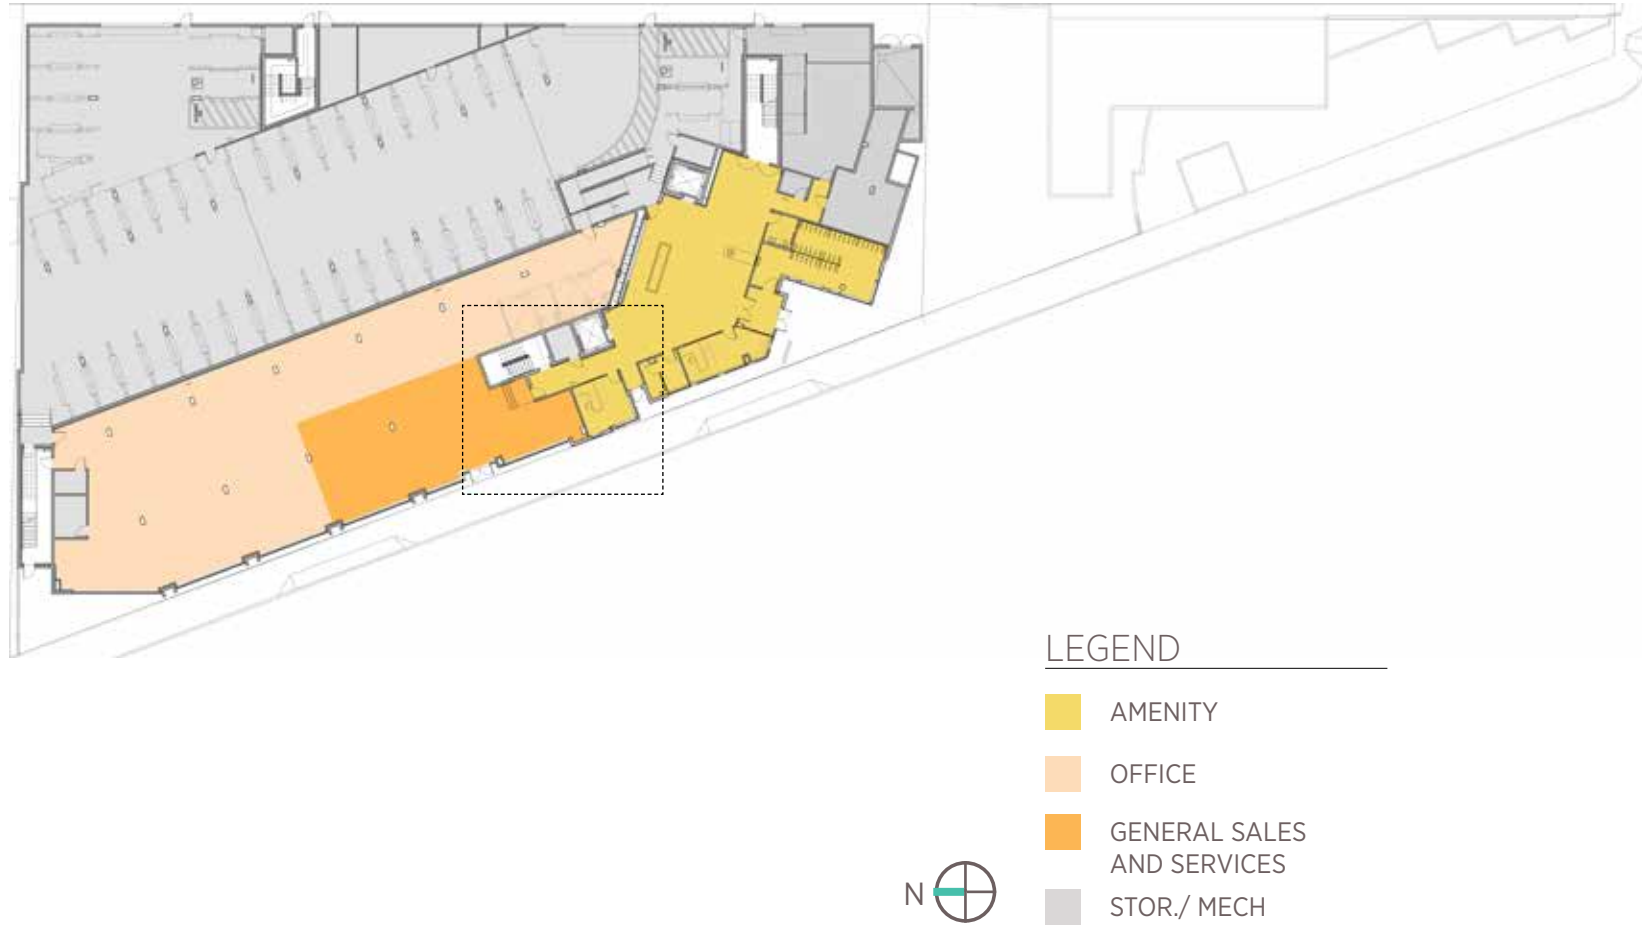 LEGEND
AMENITY
OFFICE
GENERAL SALES
AND SERVICES
STOR./ MECH
N